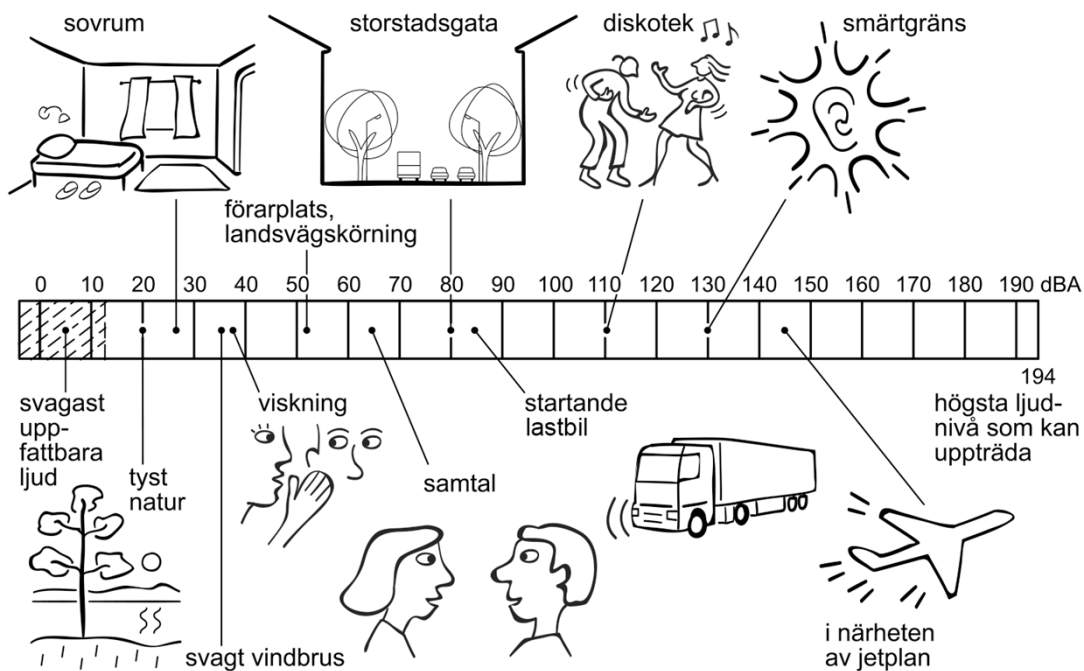 sovrum
storstadsgata
diskotek
smärtgräns
förarplats,
landsvägskörning
0 10 20 30 40 50 60 70 80 90 100 110 120 130 140 150 160 170 180 190 dBA
194
svagast
upp-
fattbara
ljud
tyst
natur
viskning
samtal
startande
lastbil
högsta ljud-
nivå som kan
uppträda
svagt vindbrus
i närheten
av jetplan